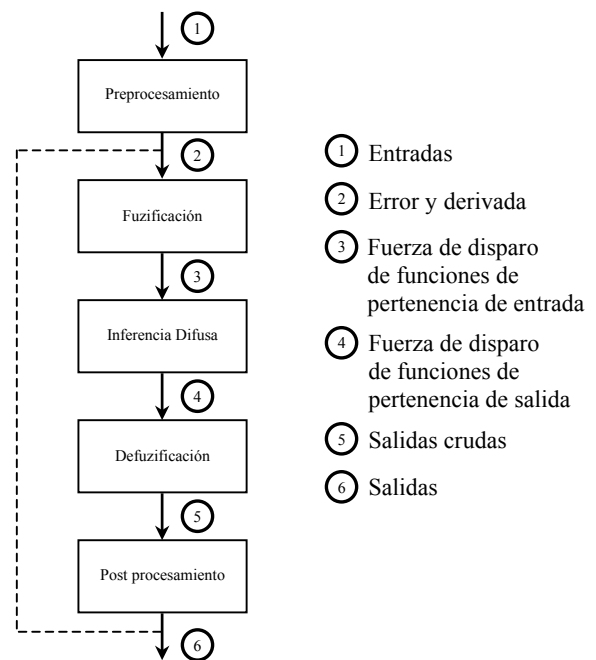 1
Preprocesamiento
2
Fuzificación
3
Inferencia Difusa
4
Defuzificación
5
Post procesamiento
6
1 Entradas
2 Error y derivada
3 Fuerza de disparo
de funciones de
pertenencia de entrada
4 Fuerza de disparo
de funciones de
pertenencia de salida
5 Salidas crudas
6 Salidas